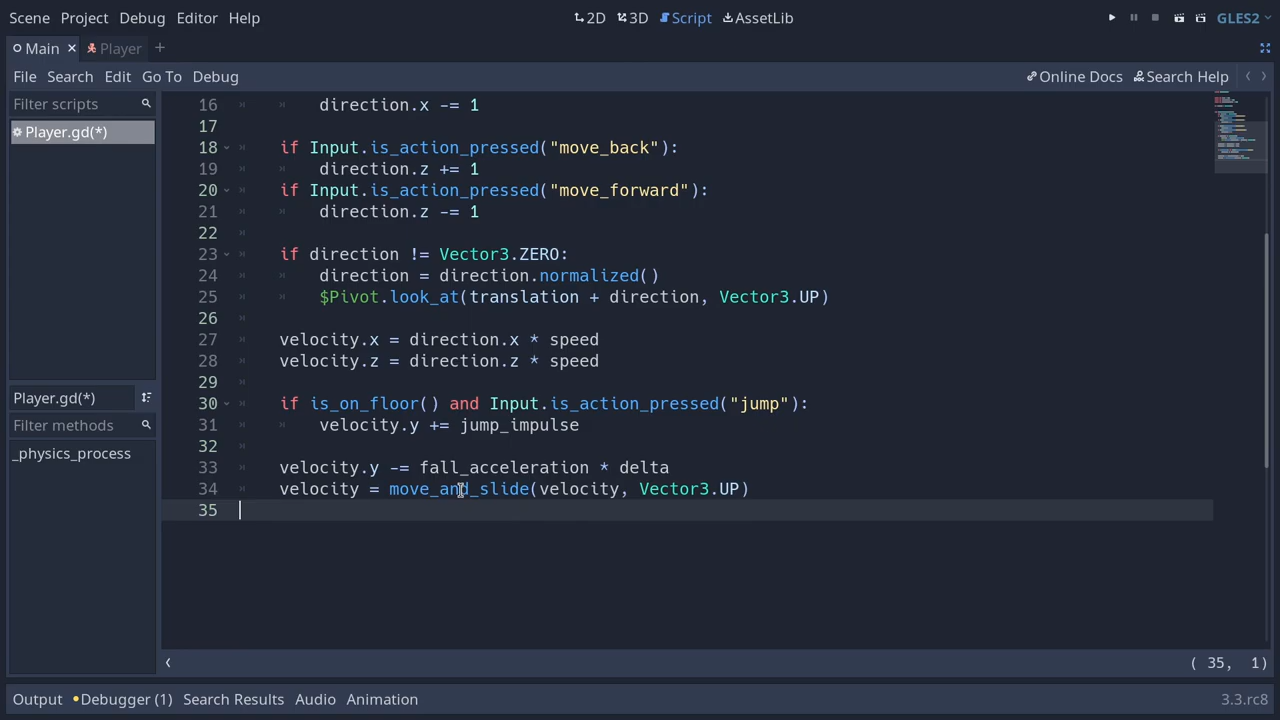 Scene Project Debug Editor Help 2D 3D Script AssetLib GLES2
Main Player
File Search Edit Go To Debug Online Docs Search Help
Filter scripts
Player.gd(*)
Player.gd(*)
Filter methods
_physics_process
16 direction.x -= 1
17
18 if Input.is_action_pressed("move_back"):
19 direction.z += 1
20 if Input.is_action_pressed("move_forward"):
21 direction.z -= 1
22
23 if direction != Vector3.ZERO:
24 direction = direction.normalized()
25 $Pivot.look_at(translation + direction, Vector3.UP)
26
27 velocity.x = direction.x * speed
28 velocity.z = direction.z * speed
29
30 if is_on_floor() and Input.is_action_pressed("jump"):
31 velocity.y += jump_impulse
32
33 velocity.y -= fall_acceleration * delta
34 velocity = move_and_slide(velocity, Vector3.UP)
35
( 35, 1)
Output Debugger (1) Search Results Audio Animation 3.3.rc8